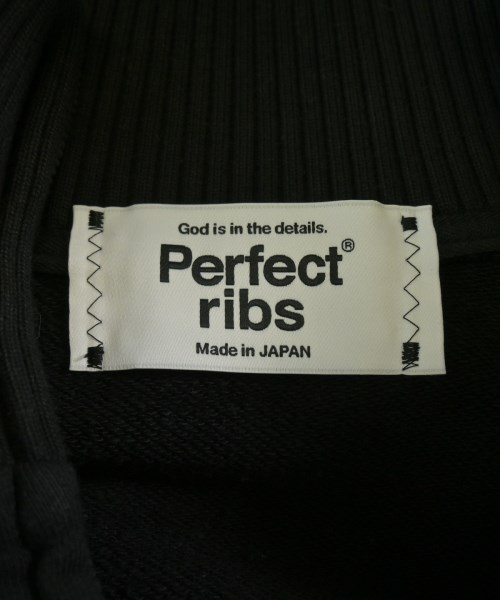 God is in the details.
Perfect®
ribs
Made in JAPAN